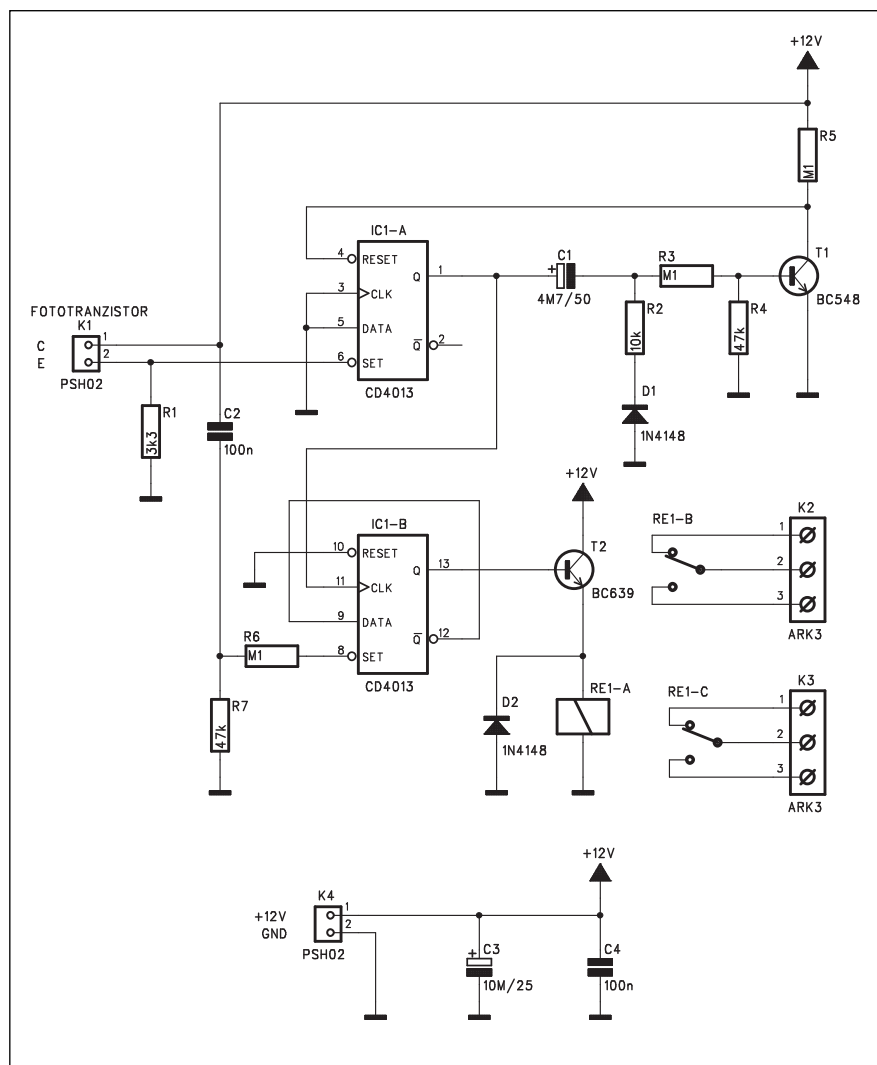 +12V
R5
M1
IC1-A
4 RESET
Q 1
3 CLK
5 DATA
Q 2
6 SET
CD4013
C1
+
4M7/50
R3
M1
T1
BC548
R2
10k
R4
47k
D1
1N4148
FOTOTRANZISTOR
K1
C 1
E 2
PSH02
R1
3k3
C2
100n
+12V
IC1-B
10 RESET
Q 13
11 CLK
9 DATA
Q 12
8 SET
CD4013
T2
BC639
RE1-B
K2
1
2
3
ARK3
R6
M1
R7
47k
D2
1N4148
RE1-A
RE1-C
K3
1
2
3
ARK3
+12V
K4
+12V 1
GND 2
PSH02
+
C3
10M/25
C4
100n